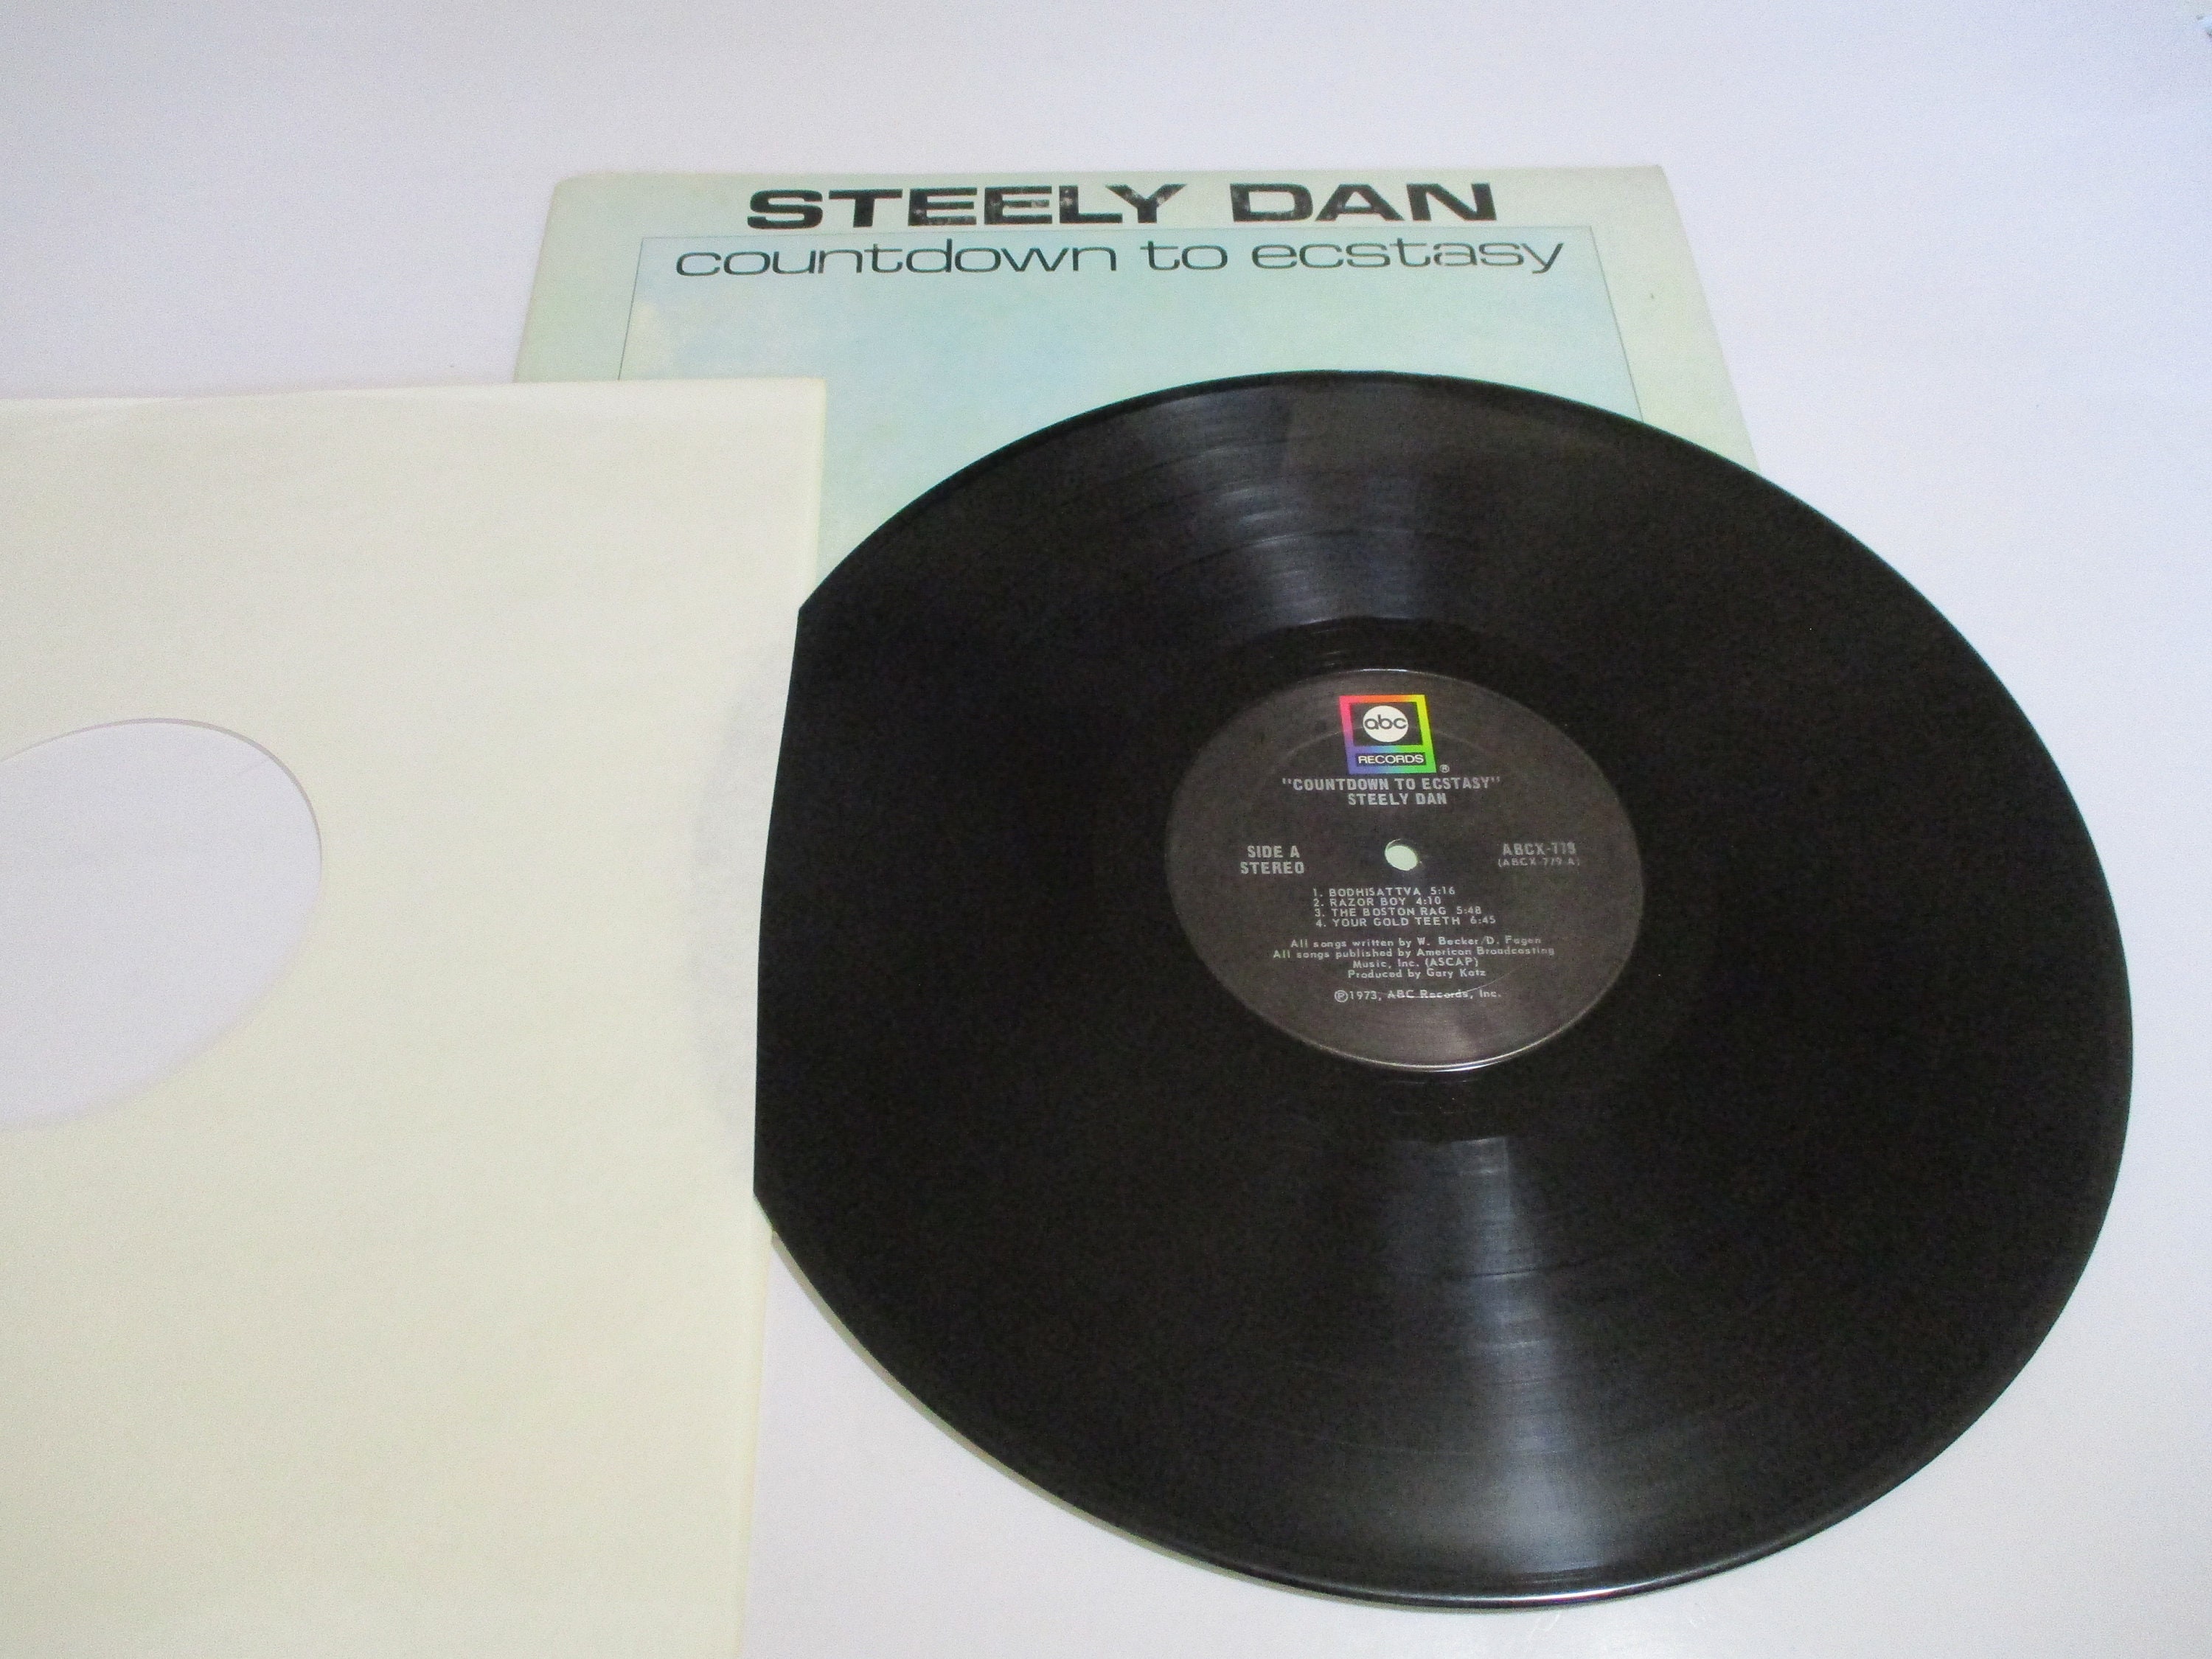 STEELY DAN
countdown to ecstasy
abc
RECORDS ®
"COUNTDOWN TO ECSTASY"
STEELY DAN
SIDE A
STEREO
ABCX-779
(ABCX-779 A)
1. BODHISATTVA 5:16
2. RAZOR BOY 4:10
3. THE BOSTON RAG 5:48
4. YOUR GOLD TEETH 6:45
All songs written by W. Becker/D. Fagen
All songs published by American Broadcasting
Music, Inc. (ASCAP)
Produced by Gary Katz
℗1973, ABC Records, Inc.